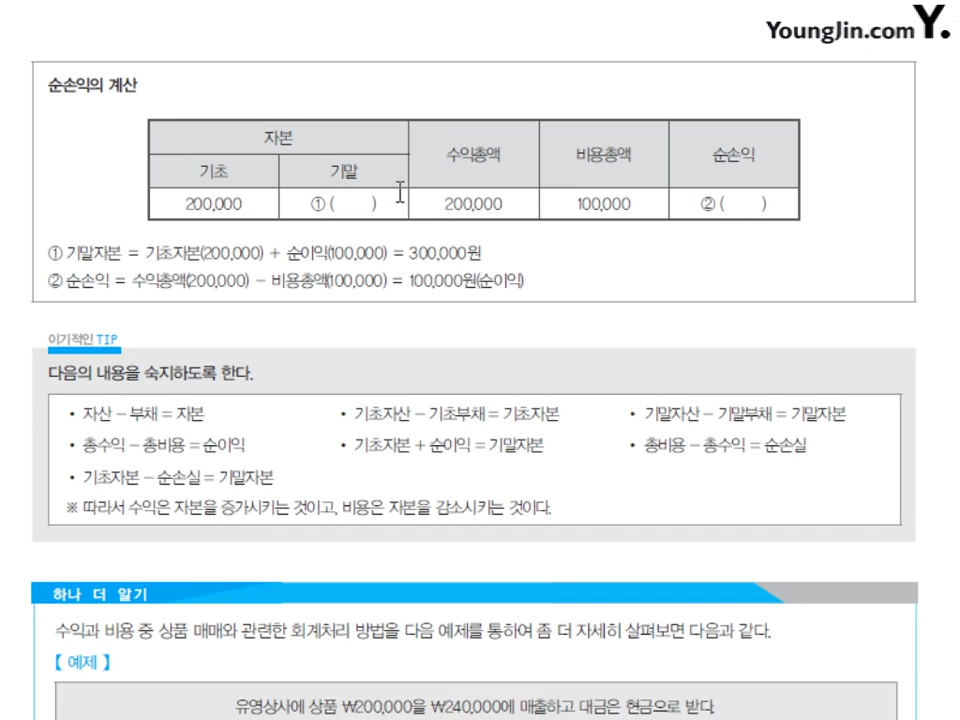 YoungJin.com Y.
순손익의 계산
자본 수익총액 비용총액 순손익
기초 기말
200,000 ① ( ) 200,000 100,000 ② ( )
① 기말자본 = 기초자본(200,000) + 순이익(100,000) = 300,000원
② 순손익 = 수익총액(200,000) - 비용총액(100,000) = 100,000원(순이익)
이기적인 TIP
다음의 내용을 숙지하도록 한다.
• 자산 - 부채 = 자본 • 기초자산 - 기초부채 = 기초자본 • 기말자산 - 기말부채 = 기말자본
• 총수익 - 총비용 = 순이익 • 기초자본 + 순이익 = 기말자본 • 총비용 - 총수익 = 순손실
• 기초자본 - 순손실 = 기말자본
※ 따라서 수익은 자본을 증가시키는 것이고, 비용은 자본을 감소시키는 것이다.
하나 더 알기
수익과 비용 중 상품 매매와 관련한 회계처리 방법을 다음 예제를 통하여 좀 더 자세히 살펴보면 다음과 같다.
【 예제 】
유영상사에 상품 ₩200,000을 ₩240,000에 매출하고 대금은 현금으로 받다.